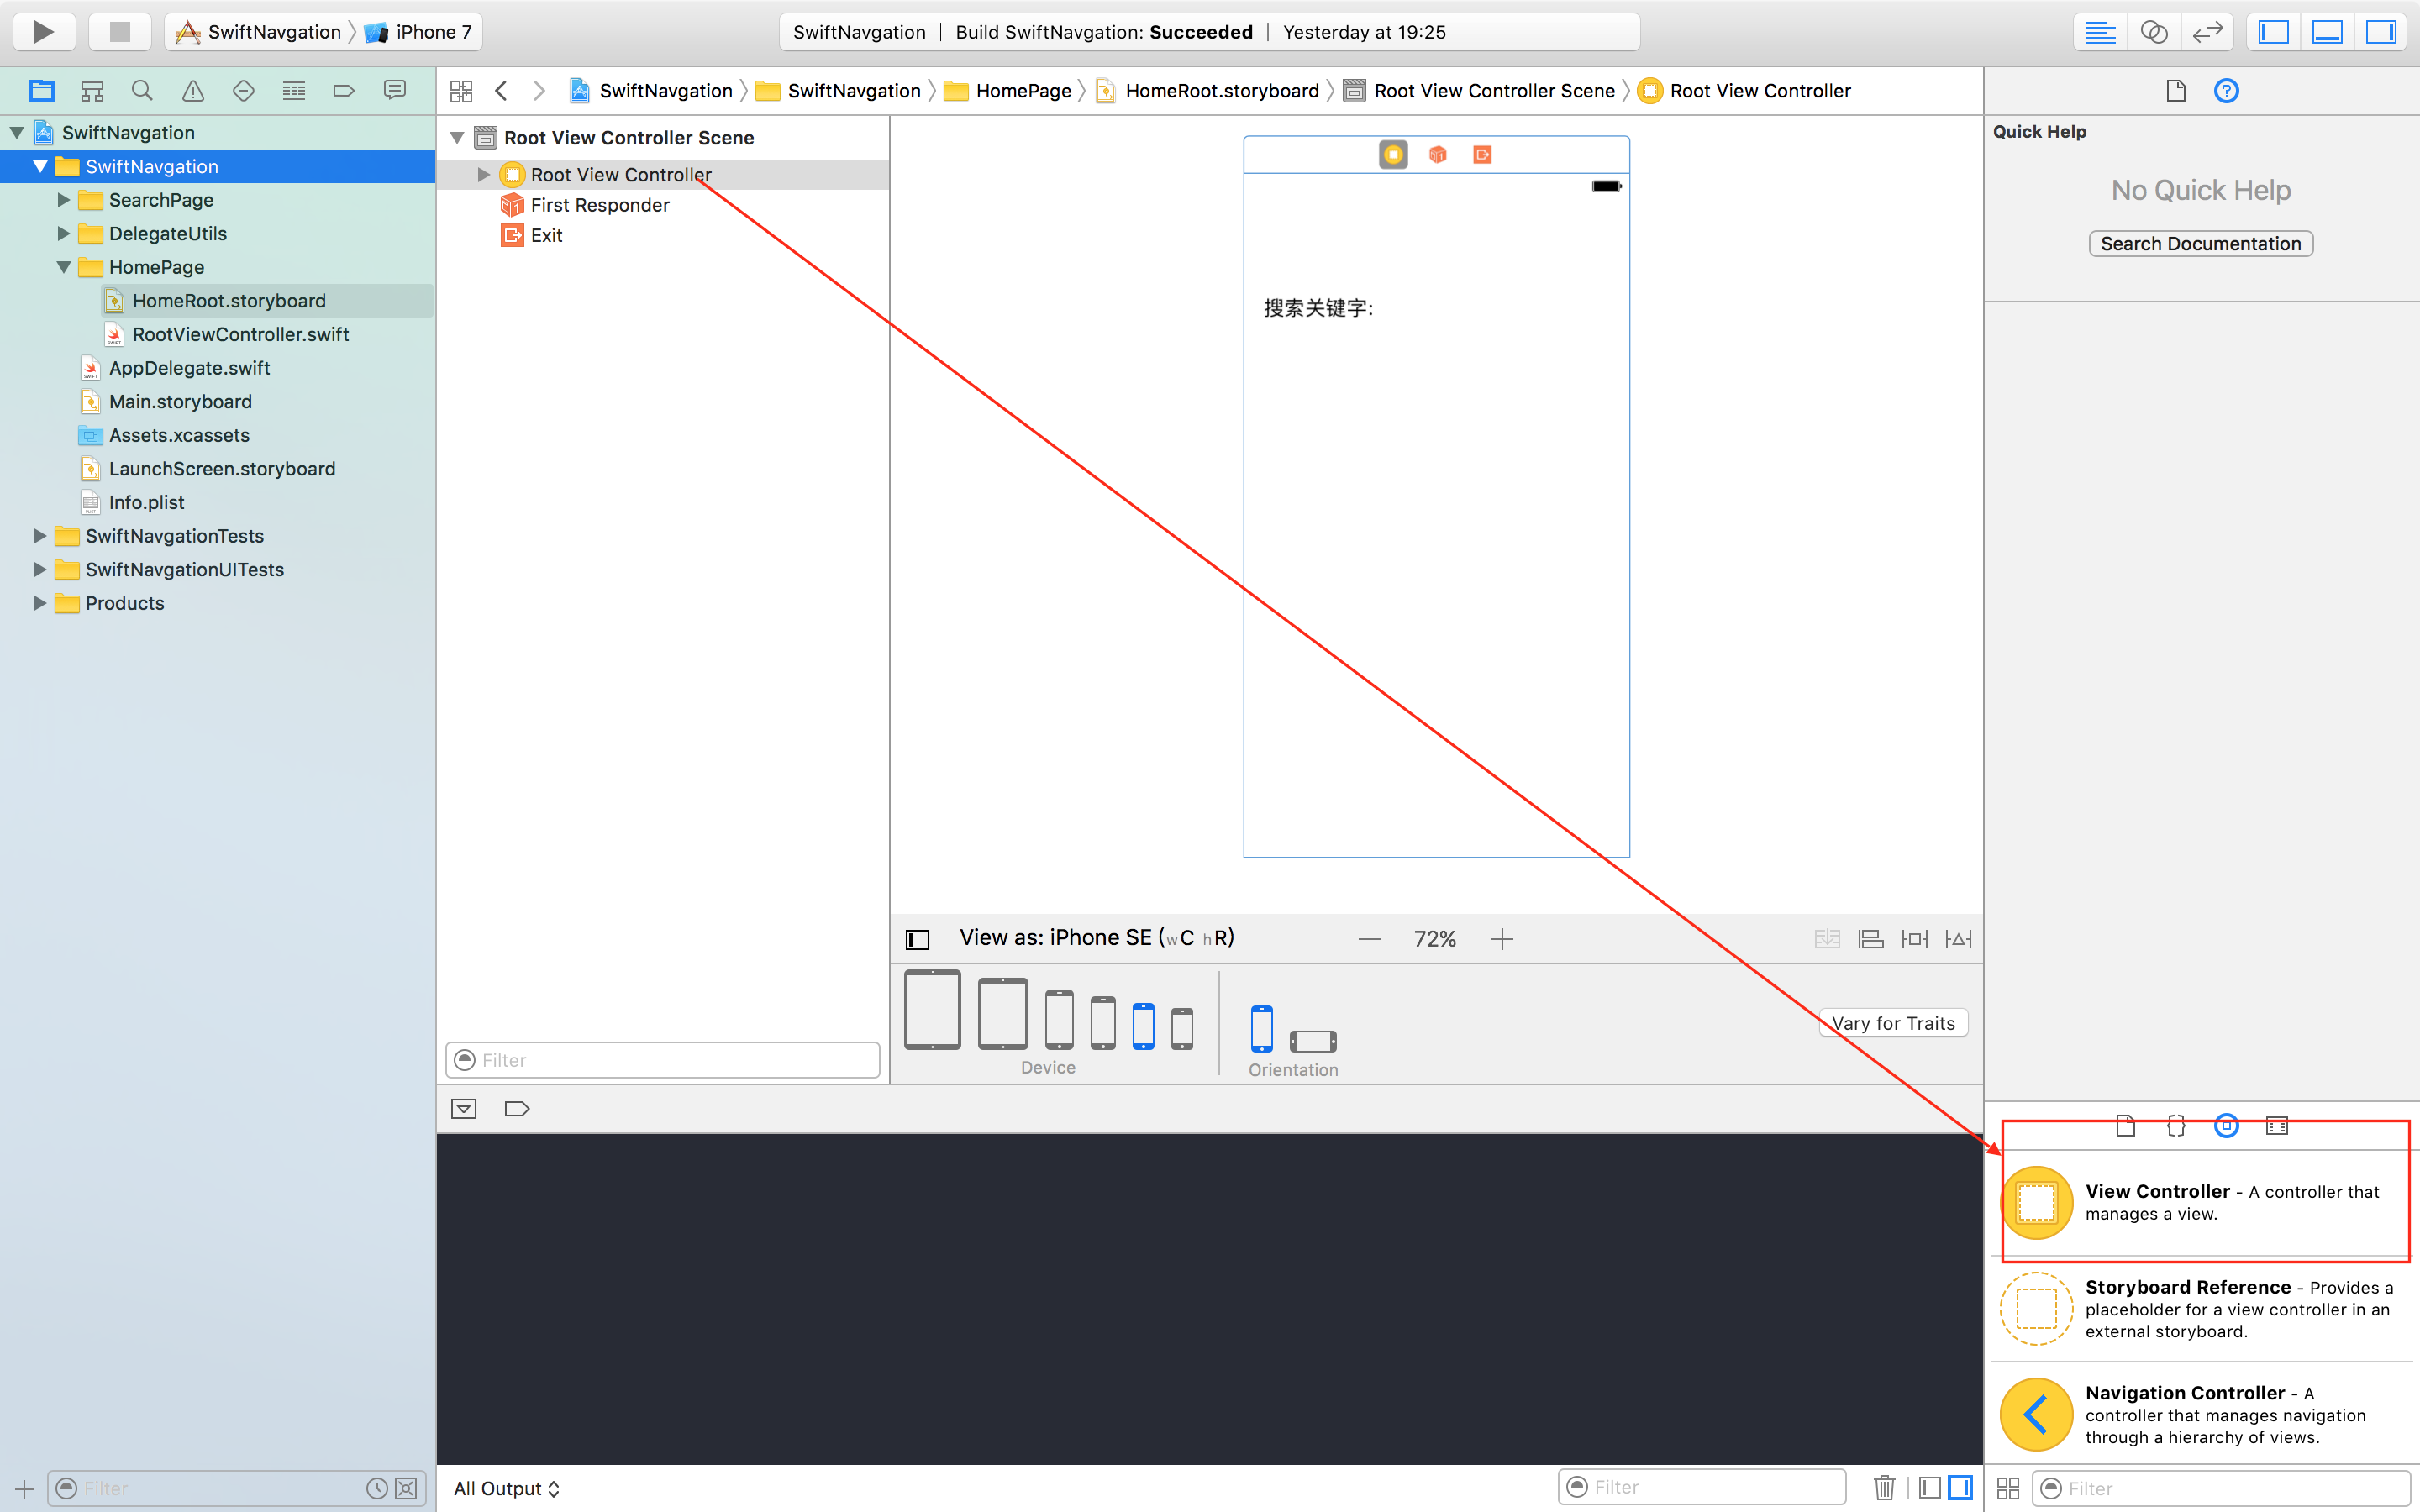 SwiftNavgation
iPhone 7
SwiftNavgation | Build SwiftNavgation: Succeeded | Yesterday at 19:25
SwiftNavgation
SwiftNavgation
HomePage
HomeRoot.storyboard
Root View Controller Scene
Root View Controller
SwiftNavgation
SwiftNavgation
SearchPage
DelegateUtils
HomePage
HomeRoot.storyboard
RootViewController.swift
AppDelegate.swift
Main.storyboard
Assets.xcassets
LaunchScreen.storyboard
Info.plist
SwiftNavgationTests
SwiftNavgationUITests
Products
Filter
Root View Controller Scene
Root View Controller
First Responder
Exit
Filter
搜索关键字:
View as: iPhone SE (wC hR)
72%
Device
Orientation
Vary for Traits
All Output
Filter
Quick Help
No Quick Help
Search Documentation
View Controller - A controller that
manages a view.
Storyboard Reference - Provides a
placeholder for a view controller in an
external storyboard.
Navigation Controller - A
controller that manages navigation
through a hierarchy of views.
Filter